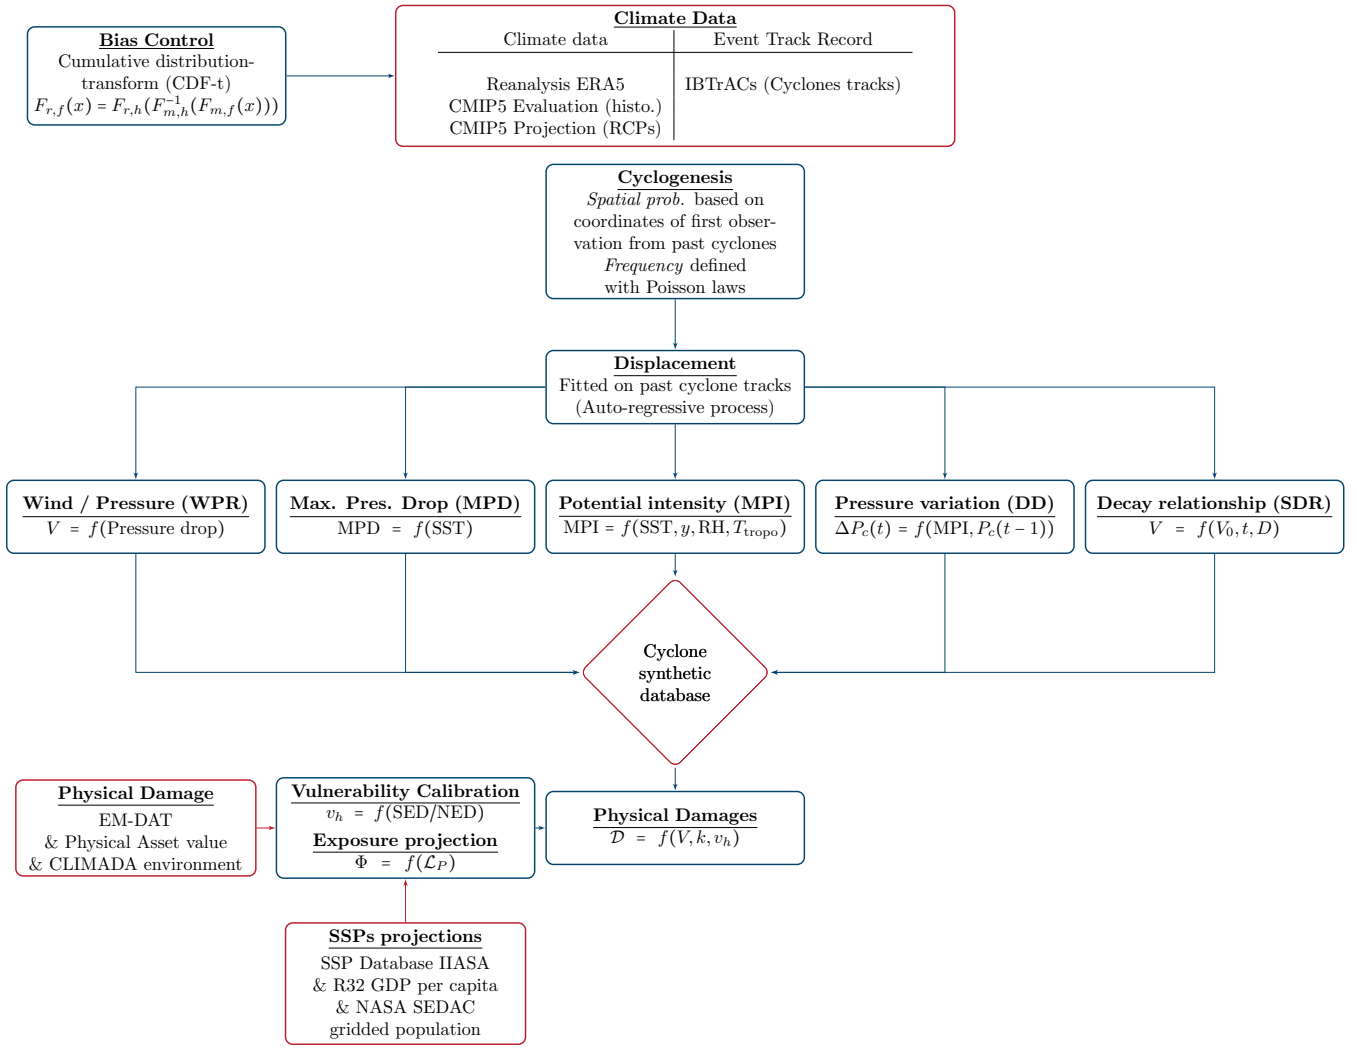 Bias Control
Cumulative distribution-
transform (CDF-t)
F_{r,f}(x) = F_{r,h}(F_{m,h}^{-1}(F_{m,f}(x)))
Climate Data
Climate data Event Track Record
Reanalysis ERA5 IBTrACs (Cyclones tracks)
CMIP5 Evaluation (histo.)
CMIP5 Projection (RCPs)
Cyclogenesis
Spatial prob. based on
coordinates of first obser-
vation from past cyclones
Frequency defined
with Poisson laws
Displacement
Fitted on past cyclone tracks
(Auto-regressive process)
Wind / Pressure (WPR)
V = f(Pressure drop)
Max. Pres. Drop (MPD)
MPD = f(SST)
Potential intensity (MPI)
MPI = f(SST, y, RH, T_{tropo})
Pressure variation (DD)
ΔP_c(t) = f(MPI, P_c(t − 1))
Decay relationship (SDR)
V = f(V_0, t, D)
Cyclone
synthetic
database
Physical Damage
EM-DAT
& Physical Asset value
& CLIMADA environment
Vulnerability Calibration
v_h = f(SED/NED)
Exposure projection
Φ = f(ℒ_P)
Physical Damages
𝒟 = f(V, k, v_h)
SSPs projections
SSP Database IIASA
& R32 GDP per capita
& NASA SEDAC
gridded population